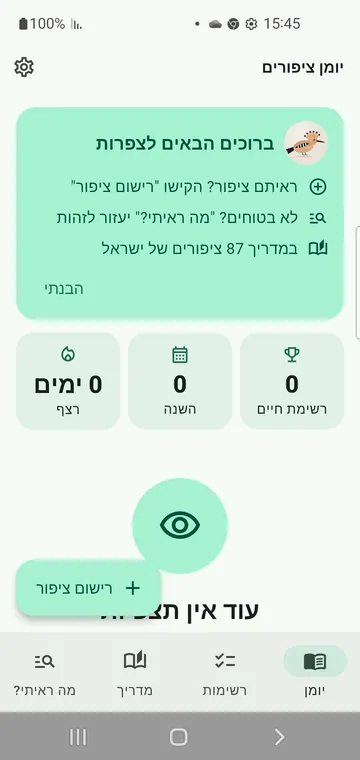 100% 15:45
יומן ציפורים
ברוכים הבאים לצפרות
ראיתם ציפור? הקישו "רישום ציפור"
לא בטוחים? "מה ראיתי?" יעזור לזהות
במדריך 87 ציפורים של ישראל
הבנתי
0 0 0 ימים
רשימת חיים השנה רצף
רישום ציפור
עוד אין
יומן רשימות מדריך מה ראיתי?